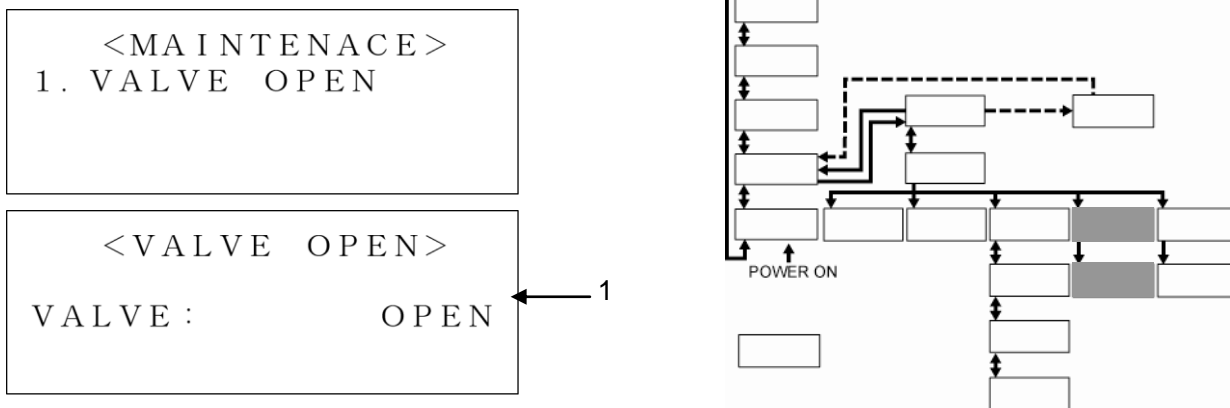 <MAINTENACE>
1. VALVE OPEN
<VALVE OPEN>
VALVE: OPEN
1
POWER ON